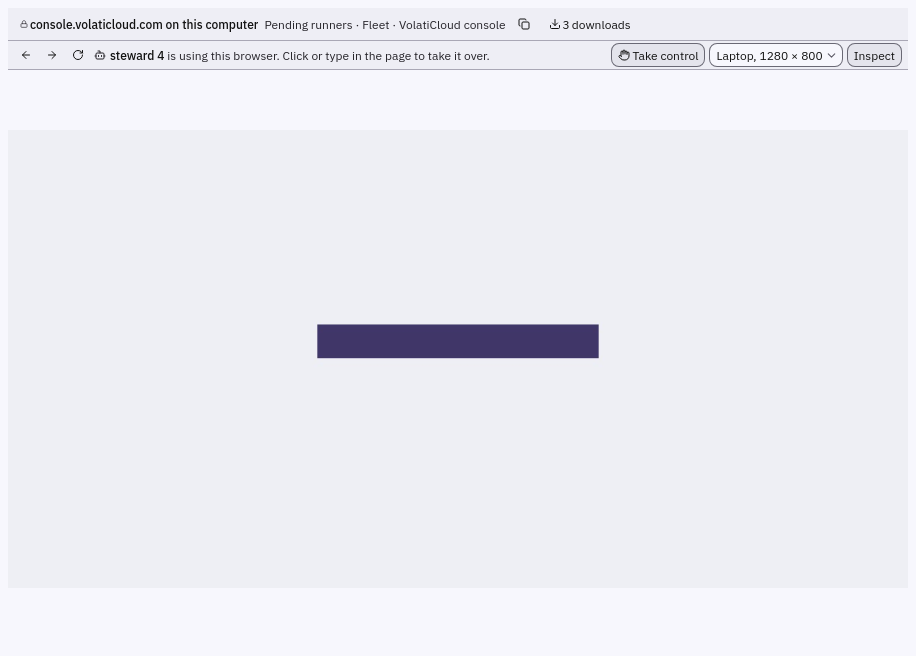 console.volaticloud.com on this computer Pending runners · Fleet · VolatiCloud console 3 downloads
steward 4 is using this browser. Click or type in the page to take it over. Take control Laptop, 1280 × 800 Inspect